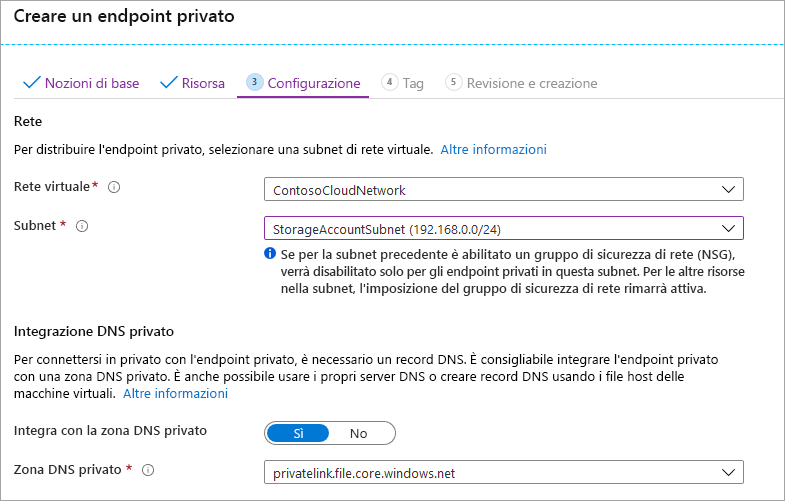 Creare un endpoint privato
Nozioni di base
Risorsa
3 Configurazione
4 Tag
5 Revisione e creazione
Rete
Per distribuire l'endpoint privato, selezionare una subnet di rete virtuale. Altre informazioni
Rete virtuale *
ContosoCloudNetwork
Subnet *
StorageAccountSubnet (192.168.0.0/24)
Se per la subnet precedente è abilitato un gruppo di sicurezza di rete (NSG),
verrà disabilitato solo per gli endpoint privati in questa subnet. Per le altre risorse
nella subnet, l'imposizione del gruppo di sicurezza di rete rimarrà attiva.
Integrazione DNS privato
Per connettersi in privato con l'endpoint privato, è necessario un record DNS. È consigliabile integrare l'endpoint privato
con una zona DNS privato. È anche possibile usare i propri server DNS o creare record DNS usando i file host delle
macchine virtuali. Altre informazioni
Integra con la zona DNS privato
Sì No
Zona DNS privato *
privatelink.file.core.windows.net